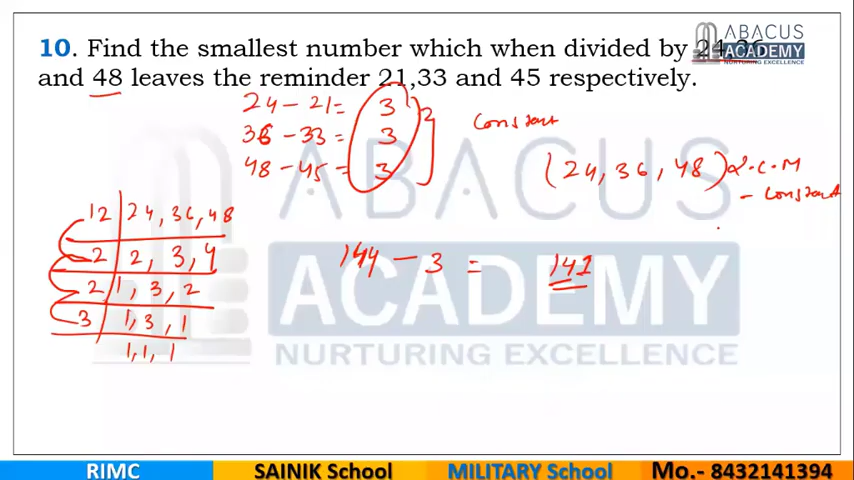 ABACUS
ACADEMY
NURTURING EXCELLENCE
10. Find the smallest number which when divided by 24,36
and 48 leaves the reminder 21,33 and 45 respectively.
24 - 21 = 3
36 - 33 = 3
48 - 45 = 3
constant
(24, 36, 48) L.C.M
- constant
12 | 24, 36, 48
2 | 2, 3, 4
2 | 1, 3, 2
3 | 1, 3, 1
1, 1, 1
144 - 3 = 141
ABACUS
ACADEMY
NURTURING EXCELLENCE
RIMC SAINIK School MILITARY School Mo.- 8432141394